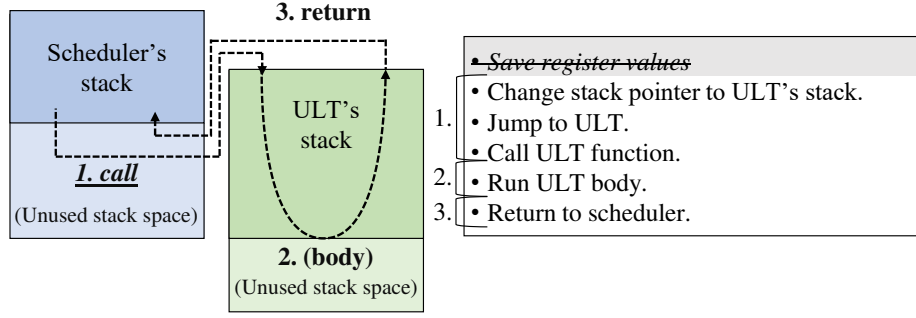 3. return
Scheduler's
stack
ULT's
stack
1. call
(Unused stack space)
2. (body)
(Unused stack space)
• Save register values
1.
• Change stack pointer to ULT's stack.
• Jump to ULT.
• Call ULT function.
2.
• Run ULT body.
3.
• Return to scheduler.